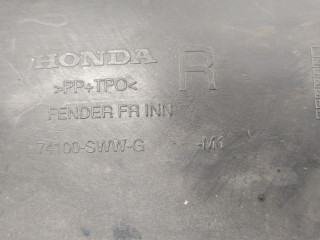 HONDA R
>PP+TPO<
FENDER FR INN
74100-SWW-G -M1